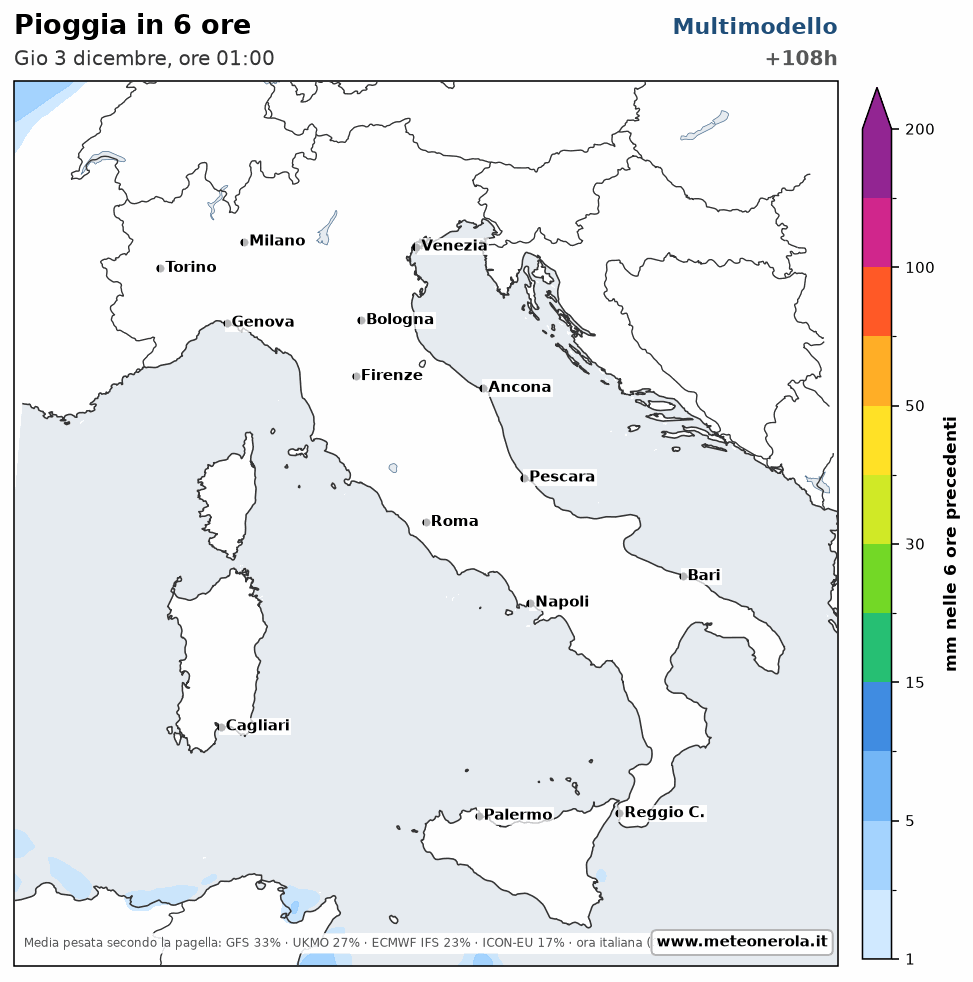 Pioggia in 6 ore
Multimodello
Gio 3 dicembre, ore 01:00
+108h
200
Milano
Venezia
Torino
100
Genova
Bologna
Firenze
Ancona
50
Pescara
Roma
30
Bari
Napoli
15
Cagliari
Palermo
Reggio C.
5
1
mm nelle 6 ore precedenti
Media pesata secondo la pagella: GFS 33% · UKMO 27% · ECMWF IFS 23% · ICON-EU 17% · ora italiana (
www.meteonerola.it